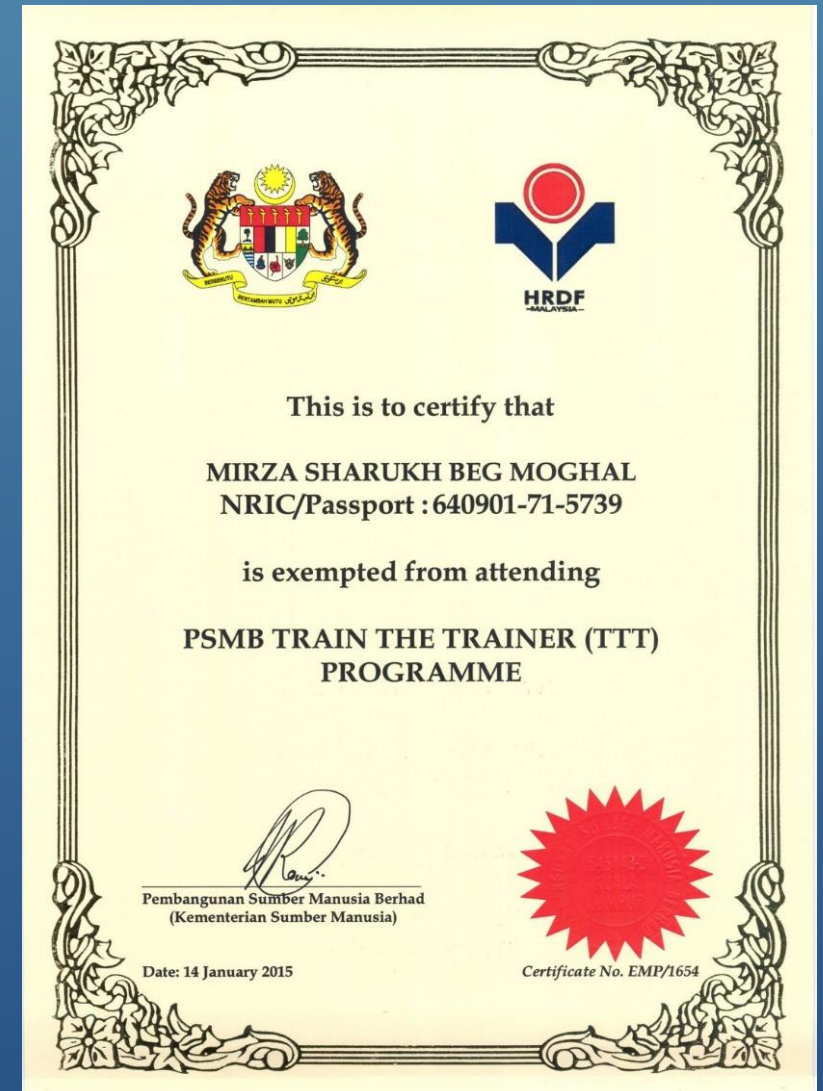 BERSEKUTU
BERTAMBAH MUTU
HRDF
-MALAYSIA-
This is to certify that
MIRZA SHARUKH BEG MOGHAL
NRIC/Passport : 640901-71-5739
is exempted from attending
PSMB TRAIN THE TRAINER (TTT)
PROGRAMME
Pembangunan Sumber Manusia Berhad
(Kementerian Sumber Manusia)
Date: 14 January 2015
Certificate No. EMP/1654